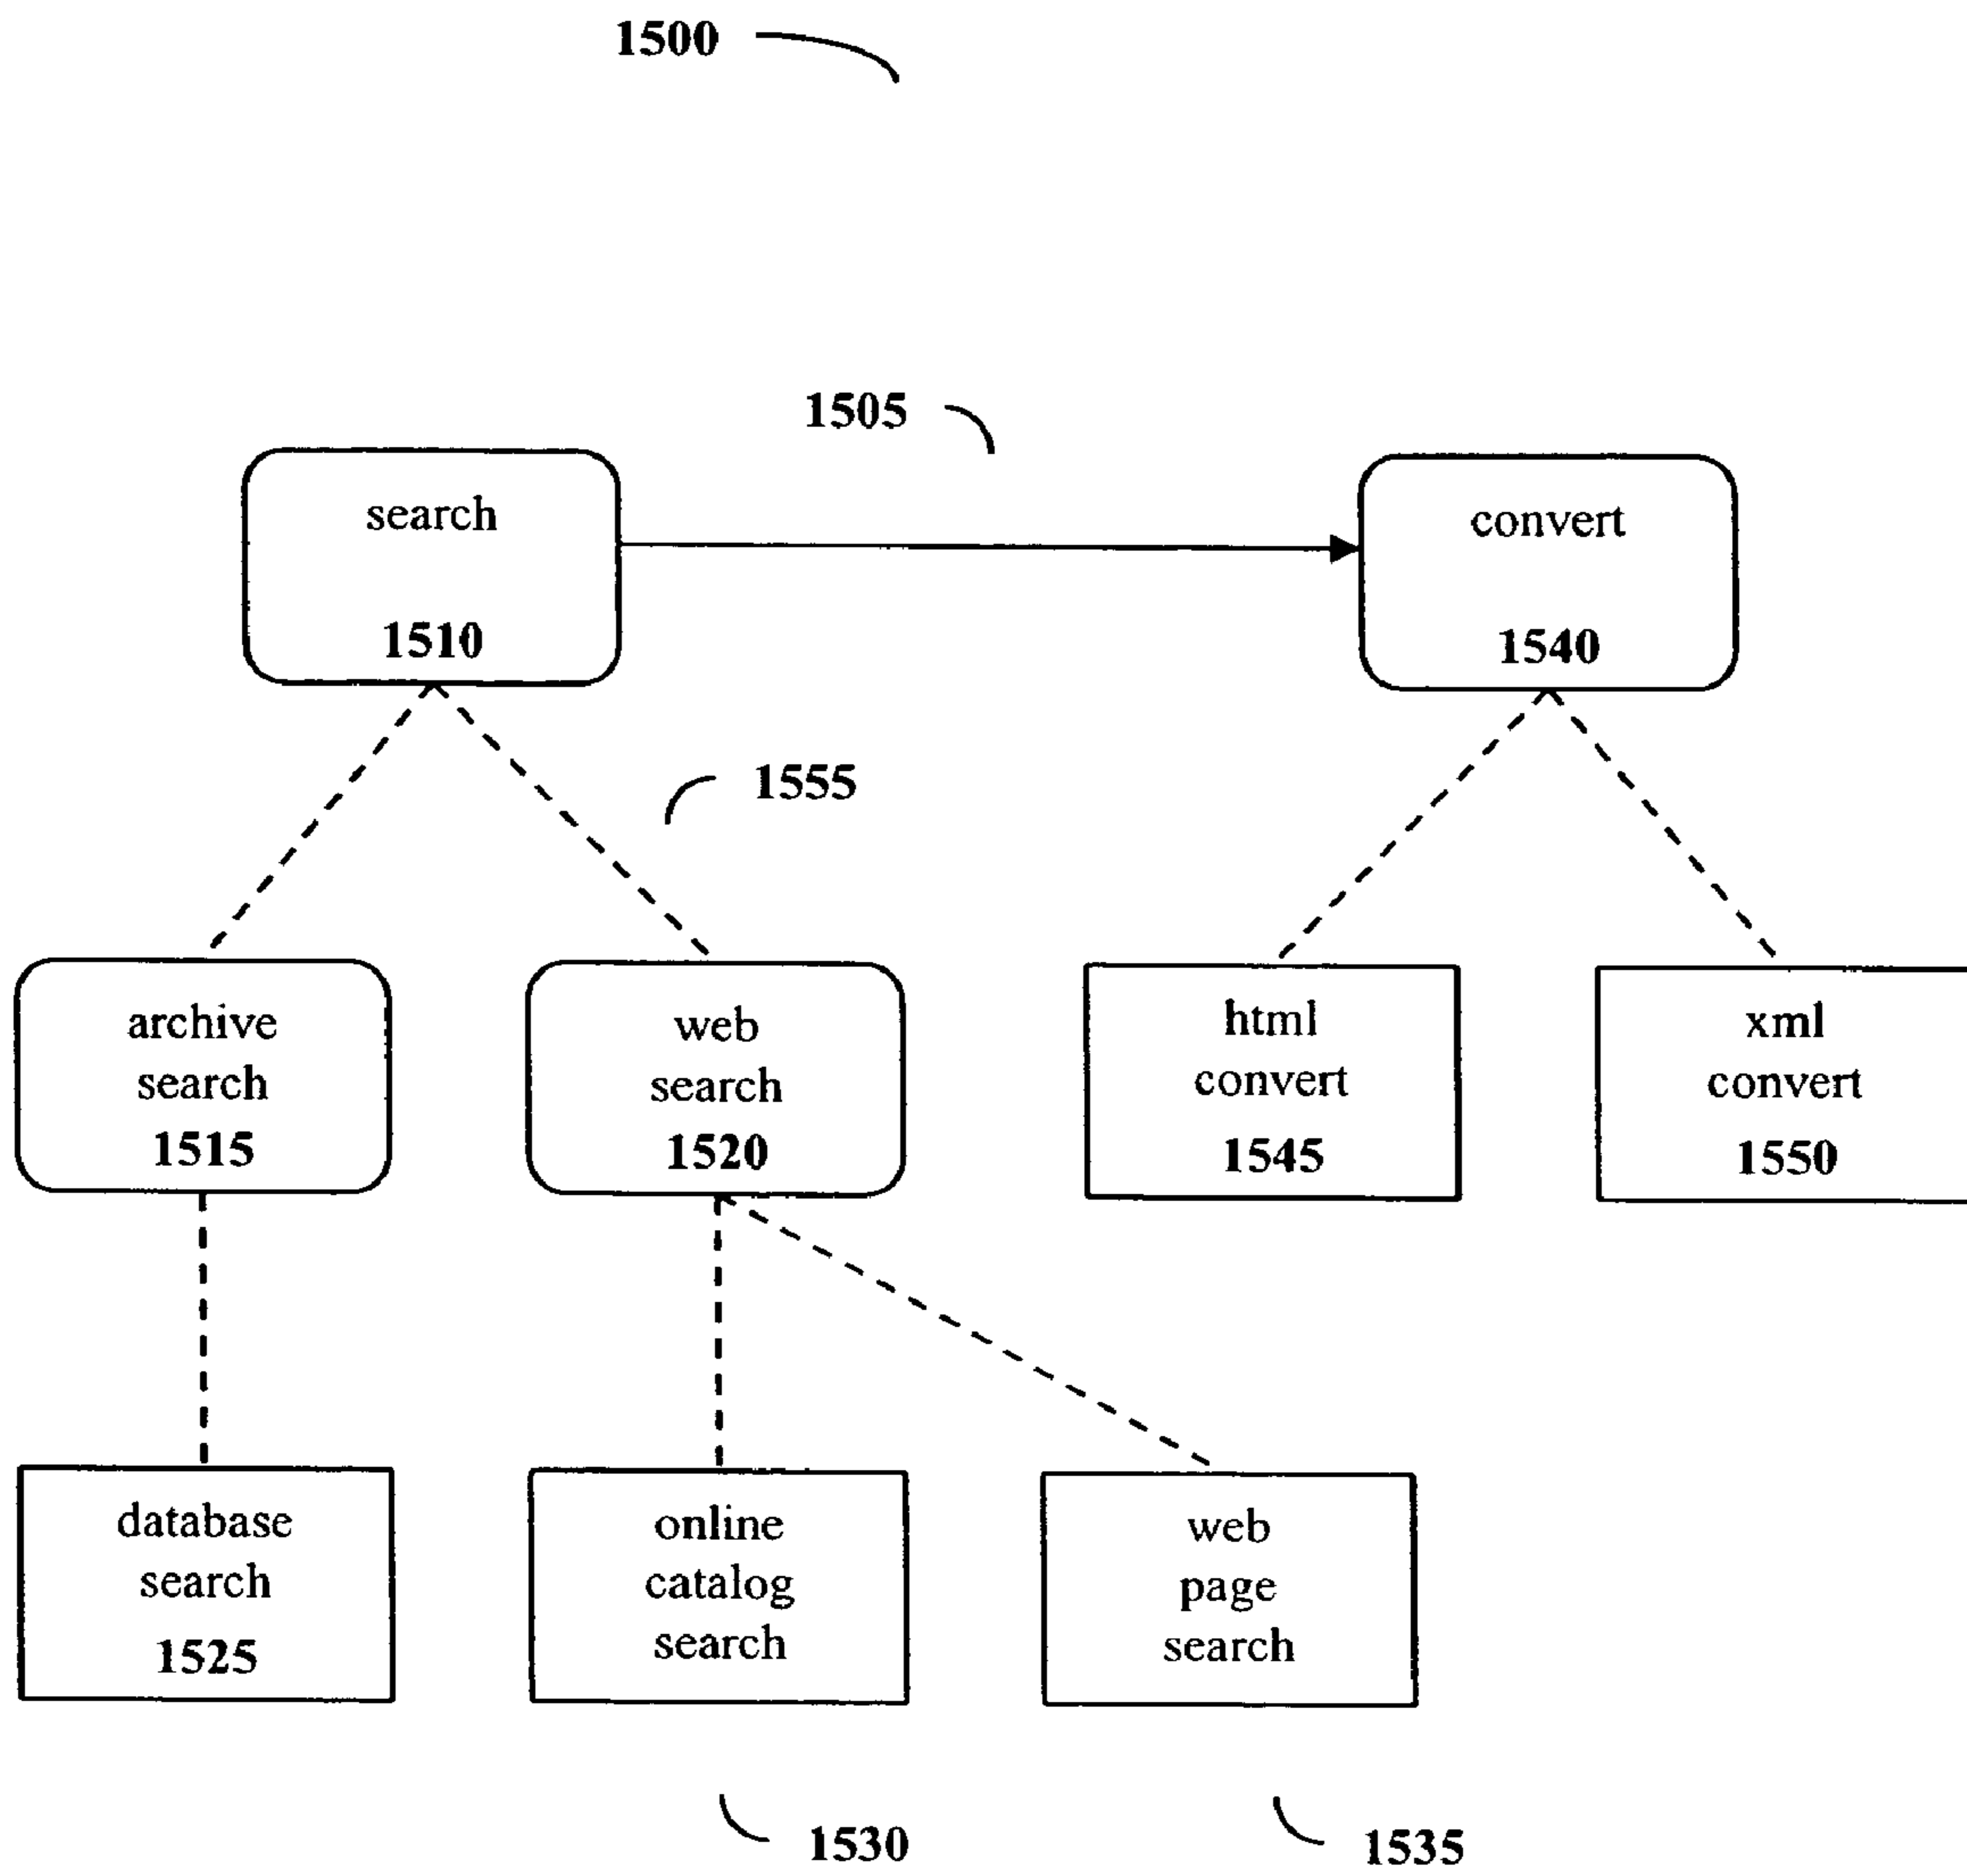 1500
1505
search
1510
convert
1540
1555
archive
search
1515
web
search
1520
html
convert
1545
xml
convert
1550
database
search
1525
online
catalog
search
web
page
search
1530
1535